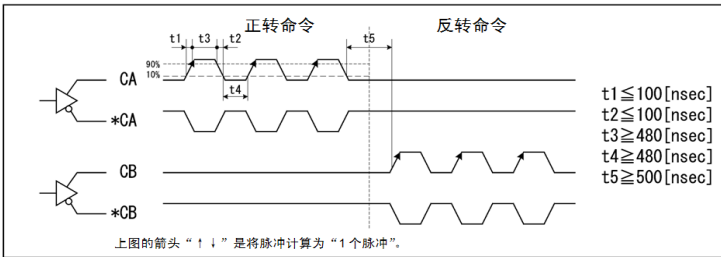 正转命令 反转命令
t1 t3 t2 t5
90%
10%
CA
t4
*CA
CB
*CB
t1≦100[nsec]
t2≦100[nsec]
t3≧480[nsec]
t4≧480[nsec]
t5≧500[nsec]
上图的箭头“↑↓”是将脉冲计算为“1个脉冲”。